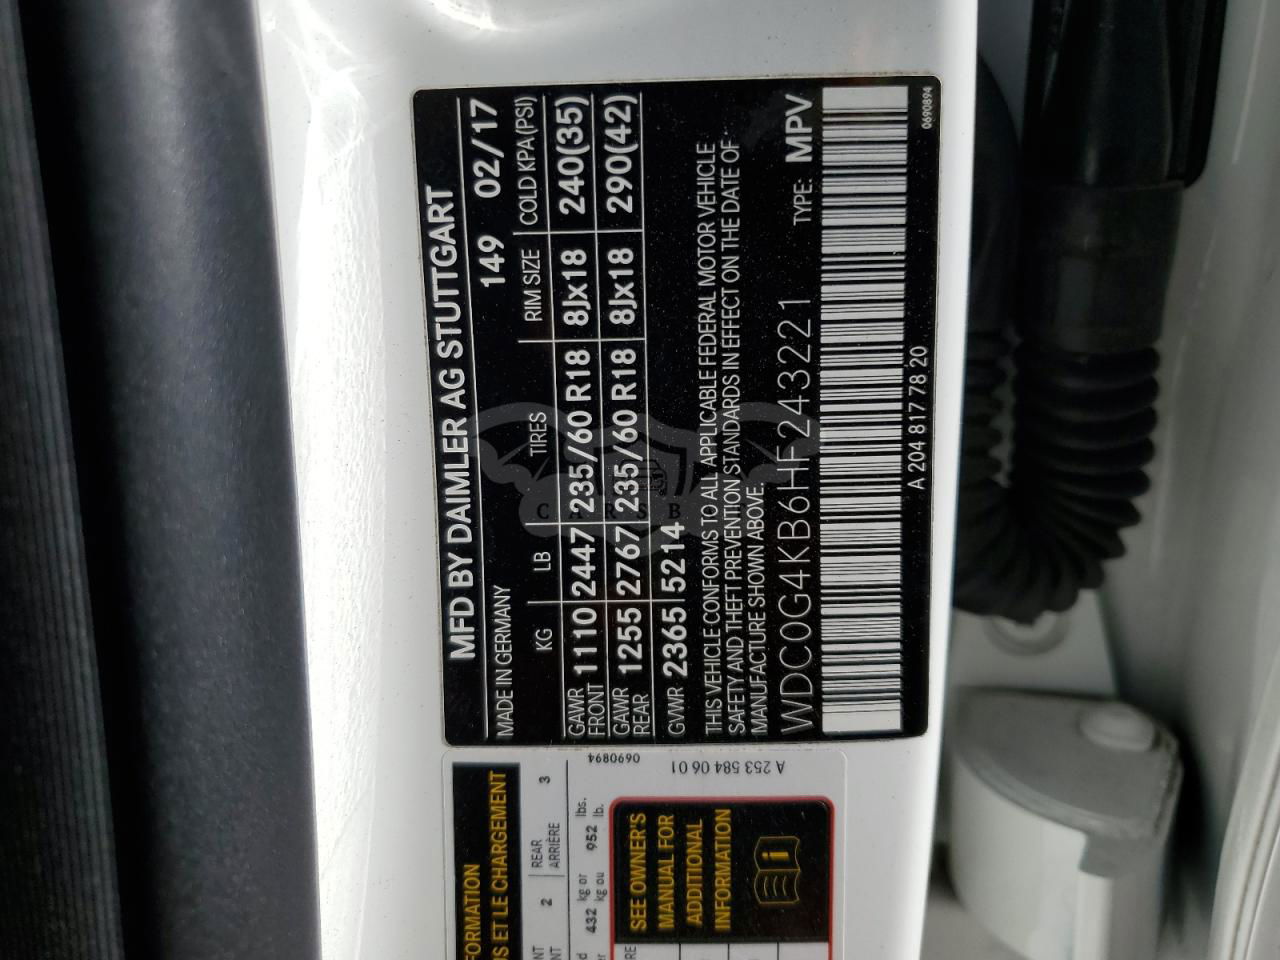 MFD BY DAIMLER AG STUTTGART
MADE IN GERMANY 149 02/17
KG LB TIRES RIM SIZE COLD KPA(PSI)
GAWR FRONT 1110 2447 235/60 R18 8Jx18 240(35)
GAWR REAR 1255 2767 235/60 R18 8Jx18 290(42)
GVWR 2365 5214
THIS VEHICLE CONFORMS TO ALL APPLICABLE FEDERAL MOTOR VEHICLE
SAFETY AND THEFT PREVENTION STANDARDS IN EFFECT ON THE DATE OF
MANUFACTURE SHOWN ABOVE.
WDC0G4KB6HF243221 TYPE: MPV
A 204 817 78 20
0690894
FORMATION
S ET LE CHARGEMENT
NT 2 REAR 3
NT ARRIÈRE
d 432 kg or 952 lbs.
er kg ou lb.
RE
SEE OWNER'S
MANUAL FOR
ADDITIONAL
INFORMATION
i
0690894
A 253 584 06 01
CARSB